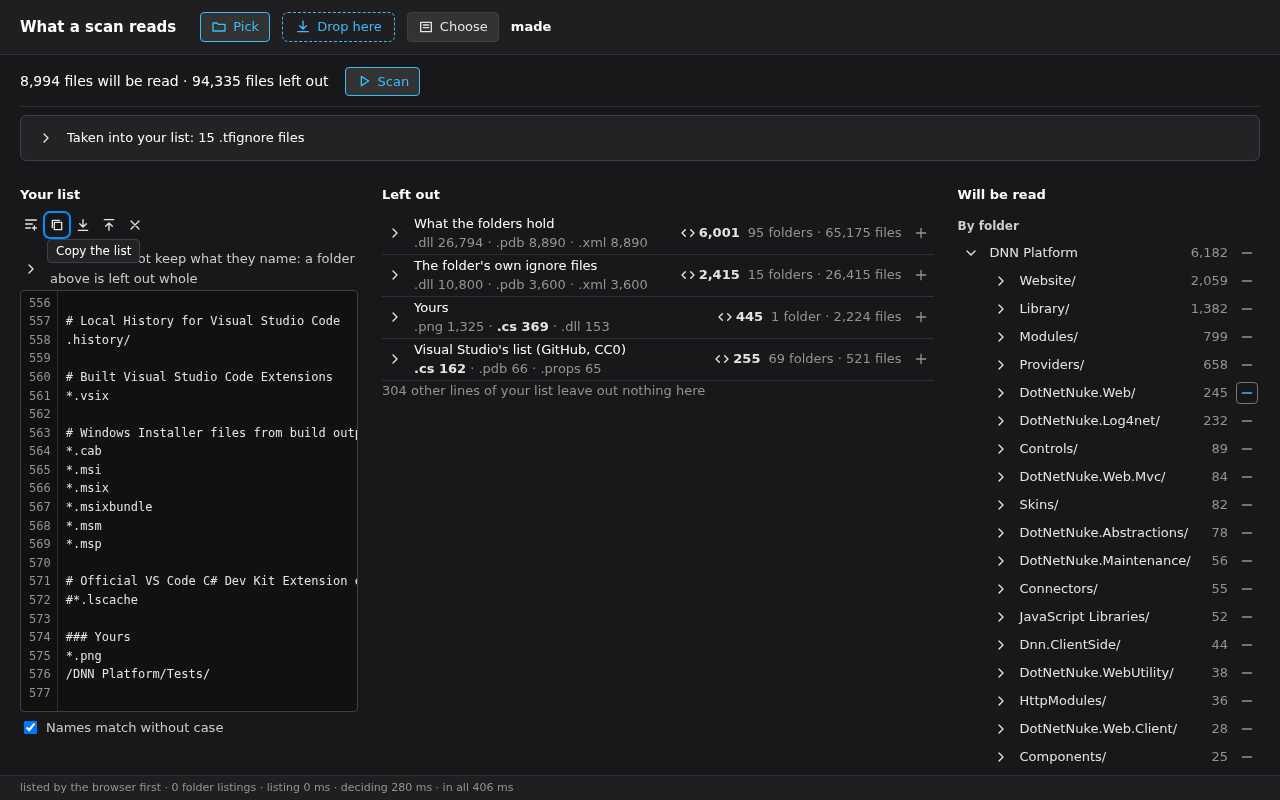 What a scan reads
Pick
Drop here
Choose
made
8,994 files will be read · 94,335 files left out
Scan
Taken into your list: 15 .tfignore files
Your list
Copy the list
ot keep what they name: a folder
above is left out whole
556
557 # Local History for Visual Studio Code
558 .history/
559
560 # Built Visual Studio Code Extensions
561 *.vsix
562
563 # Windows Installer files from build outp
564 *.cab
565 *.msi
566 *.msix
567 *.msixbundle
568 *.msm
569 *.msp
570
571 # Official VS Code C# Dev Kit Extension e
572 #*.lscache
573
574 ### Yours
575 *.png
576 /DNN Platform/Tests/
577
Names match without case
Left out
What the folders hold
.dll 26,794 · .pdb 8,890 · .xml 8,890
6,001 95 folders · 65,175 files
The folder's own ignore files
.dll 10,800 · .pdb 3,600 · .xml 3,600
2,415 15 folders · 26,415 files
Yours
.png 1,325 · .cs 369 · .dll 153
445 1 folder · 2,224 files
Visual Studio's list (GitHub, CC0)
.cs 162 · .pdb 66 · .props 65
255 69 folders · 521 files
304 other lines of your list leave out nothing here
Will be read
By folder
DNN Platform 6,182
Website/ 2,059
Library/ 1,382
Modules/ 799
Providers/ 658
DotNetNuke.Web/ 245
DotNetNuke.Log4net/ 232
Controls/ 89
DotNetNuke.Web.Mvc/ 84
Skins/ 82
DotNetNuke.Abstractions/ 78
DotNetNuke.Maintenance/ 56
Connectors/ 55
JavaScript Libraries/ 52
Dnn.ClientSide/ 44
DotNetNuke.WebUtility/ 38
HttpModules/ 36
DotNetNuke.Web.Client/ 28
Components/ 25
listed by the browser first · 0 folder listings · listing 0 ms · deciding 280 ms · in all 406 ms